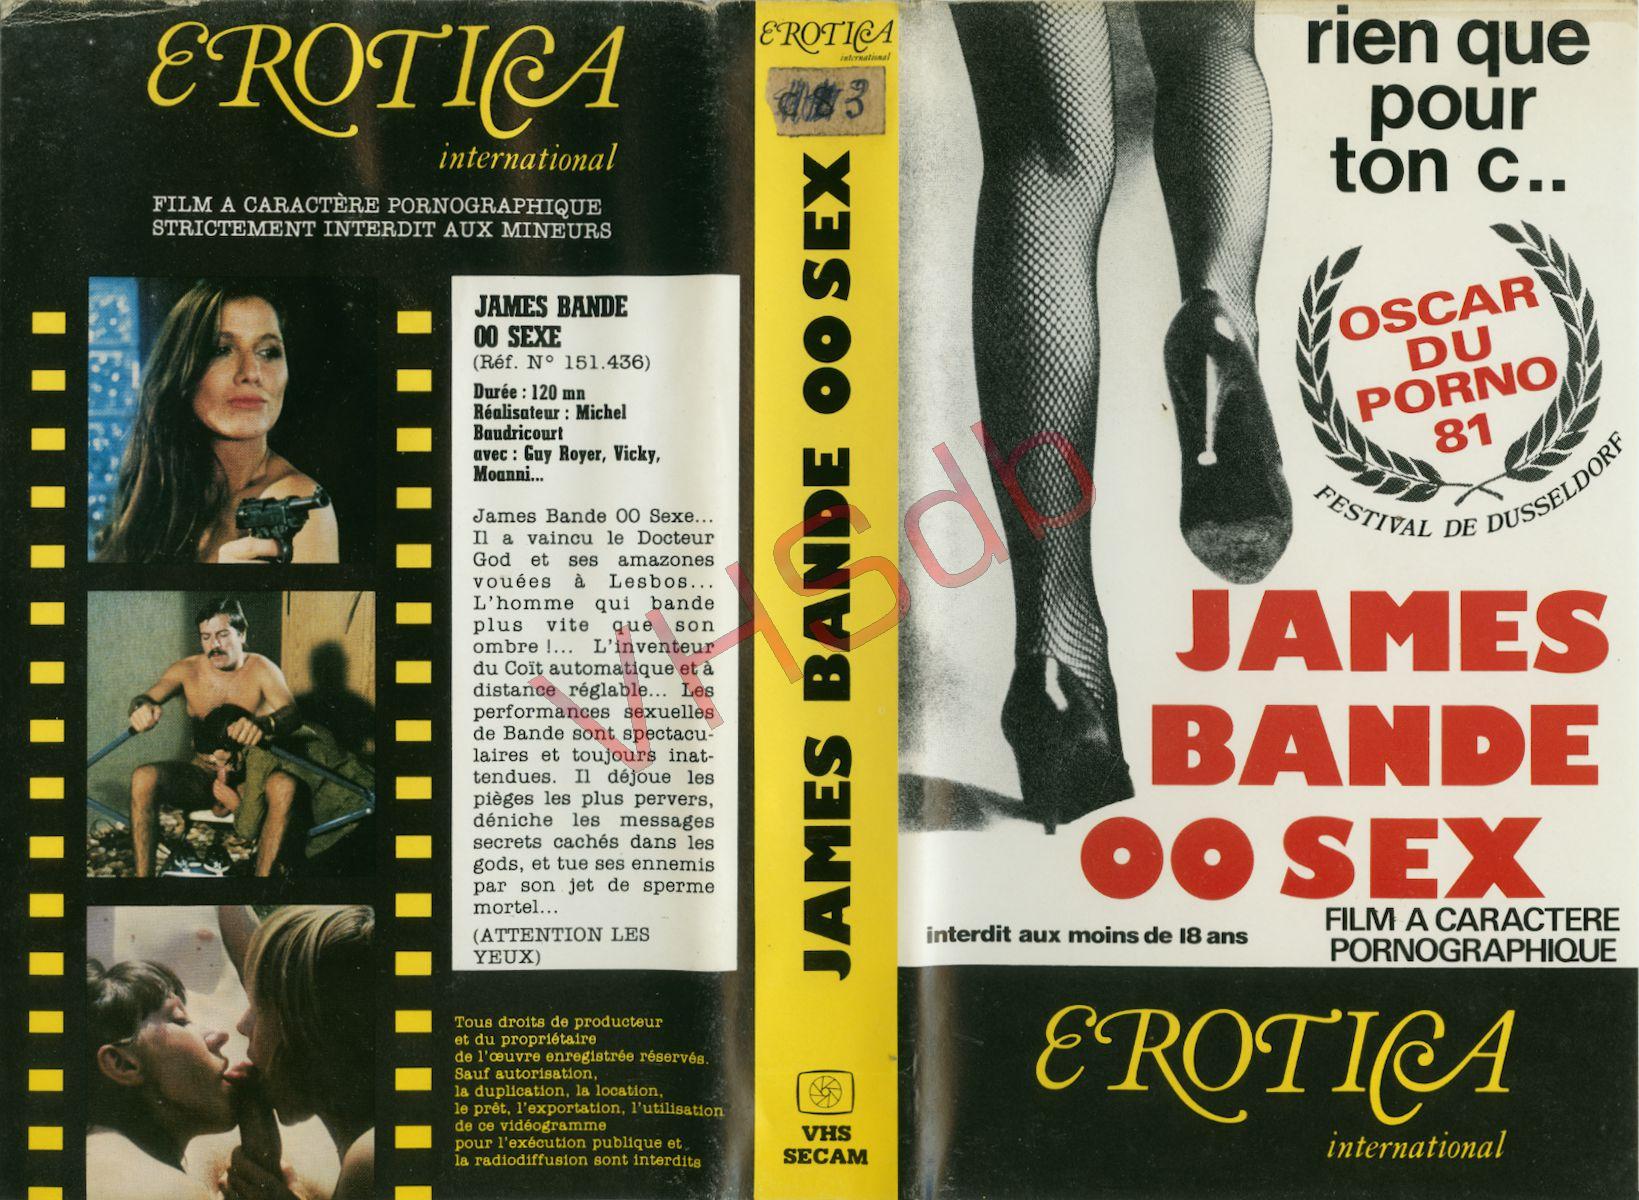 EROTICA
international
FILM A CARACTÈRE PORNOGRAPHIQUE
STRICTEMENT INTERDIT AUX MINEURS
JAMES BANDE
OO SEXE
(Réf. N° 151.436)
Durée : 120 mn
Réalisateur : Michel
Baudricourt
avec : Guy Royer, Vicky,
Moanni...
James Bande OO Sexe...
Il a vaincu le Docteur
God et ses amazones
vouées à Lesbos...
L'homme qui bande
plus vite que son
ombre !... L'inventeur
du Coït automatique et à
distance réglable... Les
performances sexuelles
de Bande sont spectacu-
laires et toujours inat-
tendues. Il déjoue les
pièges les plus pervers,
déniche les messages
secrets cachés dans les
gods, et tue ses ennemis
par son jet de sperme
mortel...
(ATTENTION LES
YEUX)
Tous droits de producteur
et du propriétaire
de l'œuvre enregistrée réservés.
Sauf autorisation,
la duplication, la location,
le prêt, l'exportation, l'utilisation
de ce vidéogramme
pour l'exécution publique et
la radiodiffusion sont interdits
EROTICA
international
JAMES BANDE OO SEX
VHS
SECAM
rien que
pour
ton c..
OSCAR
DU
PORNO
81
FESTIVAL DE DUSSELDORF
JAMES
BANDE
OO SEX
interdit aux moins de 18 ans
FILM A CARACTERE
PORNOGRAPHIQUE
EROTICA
international
VHSdb